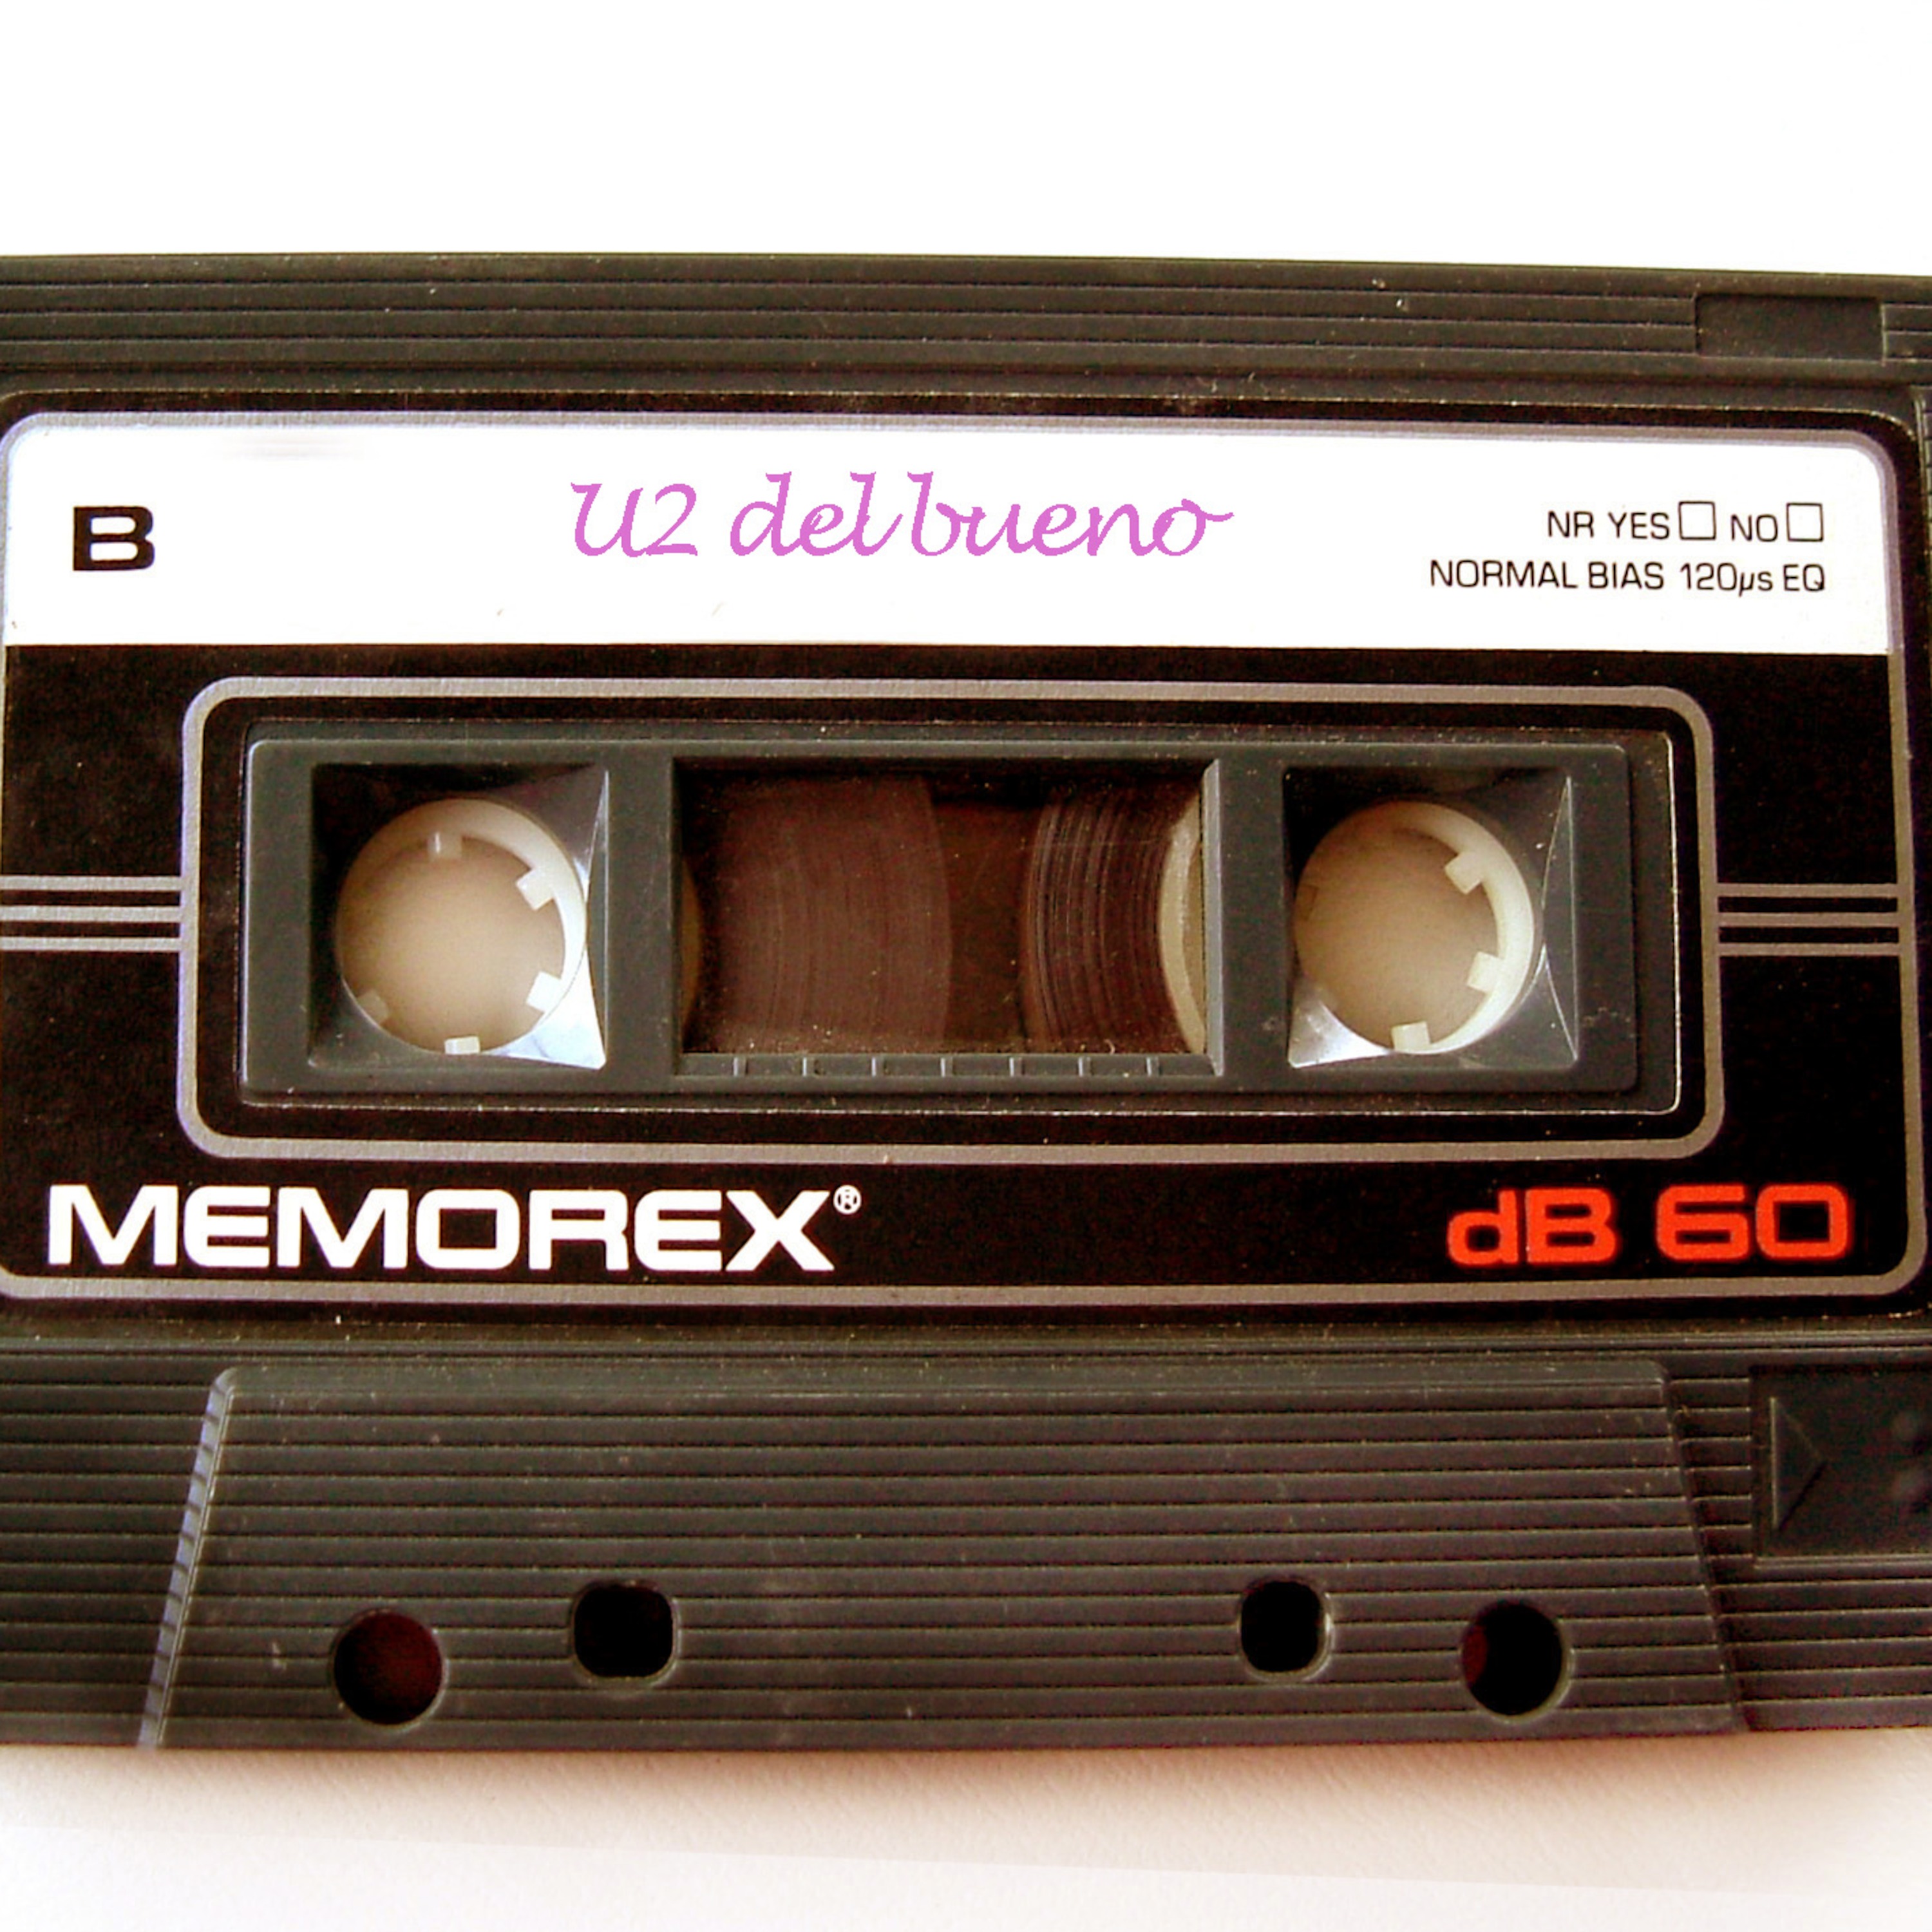 U2 del bueno
B
NR YES NO
NORMAL BIAS 120µs EQ
MEMOREX®
dB 60